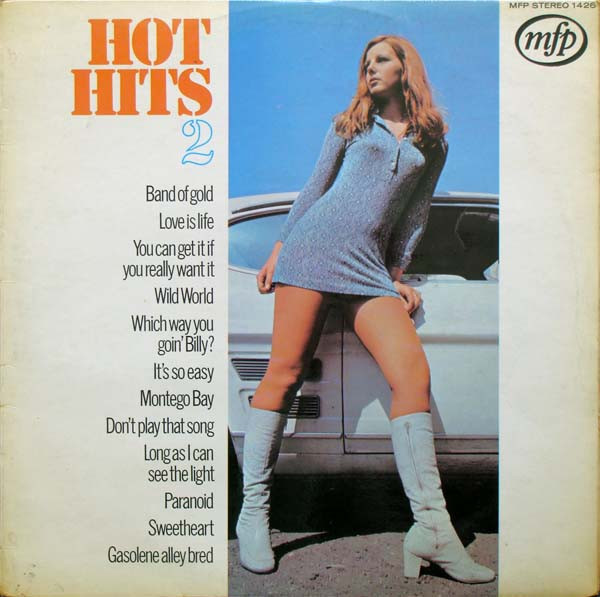 MFP STEREO 1426
mfp
HOT
HITS
2
Band of gold
Love is life
You can get it if
you really want it
Wild World
Which way you
goin' Billy?
It's so easy
Montego Bay
Don't play that song
Long as I can
see the light
Paranoid
Sweetheart
Gasolene alley bred